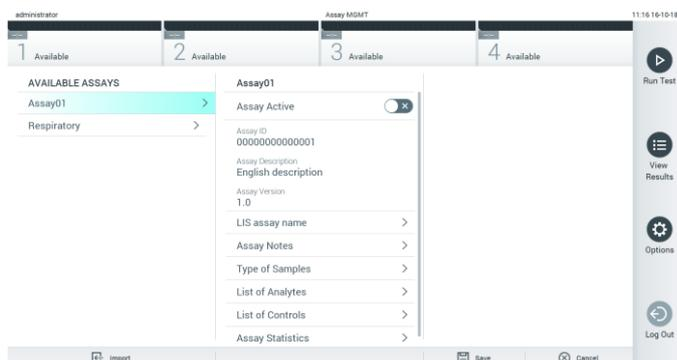 administrator Assay MGMT 11:16 16-10-18
1 Available 2 Available 3 Available 4 Available
AVAILABLE ASSAYS
Assay01
Respiratory
Assay01
Assay Active
Assay ID
00000000000001
Assay Description
English description
Assay Version
1.0
LIS assay name
Assay Notes
Type of Samples
List of Analytes
List of Controls
Assay Statistics
Run Test
View
Results
Options
Log Out
Import Save Cancel